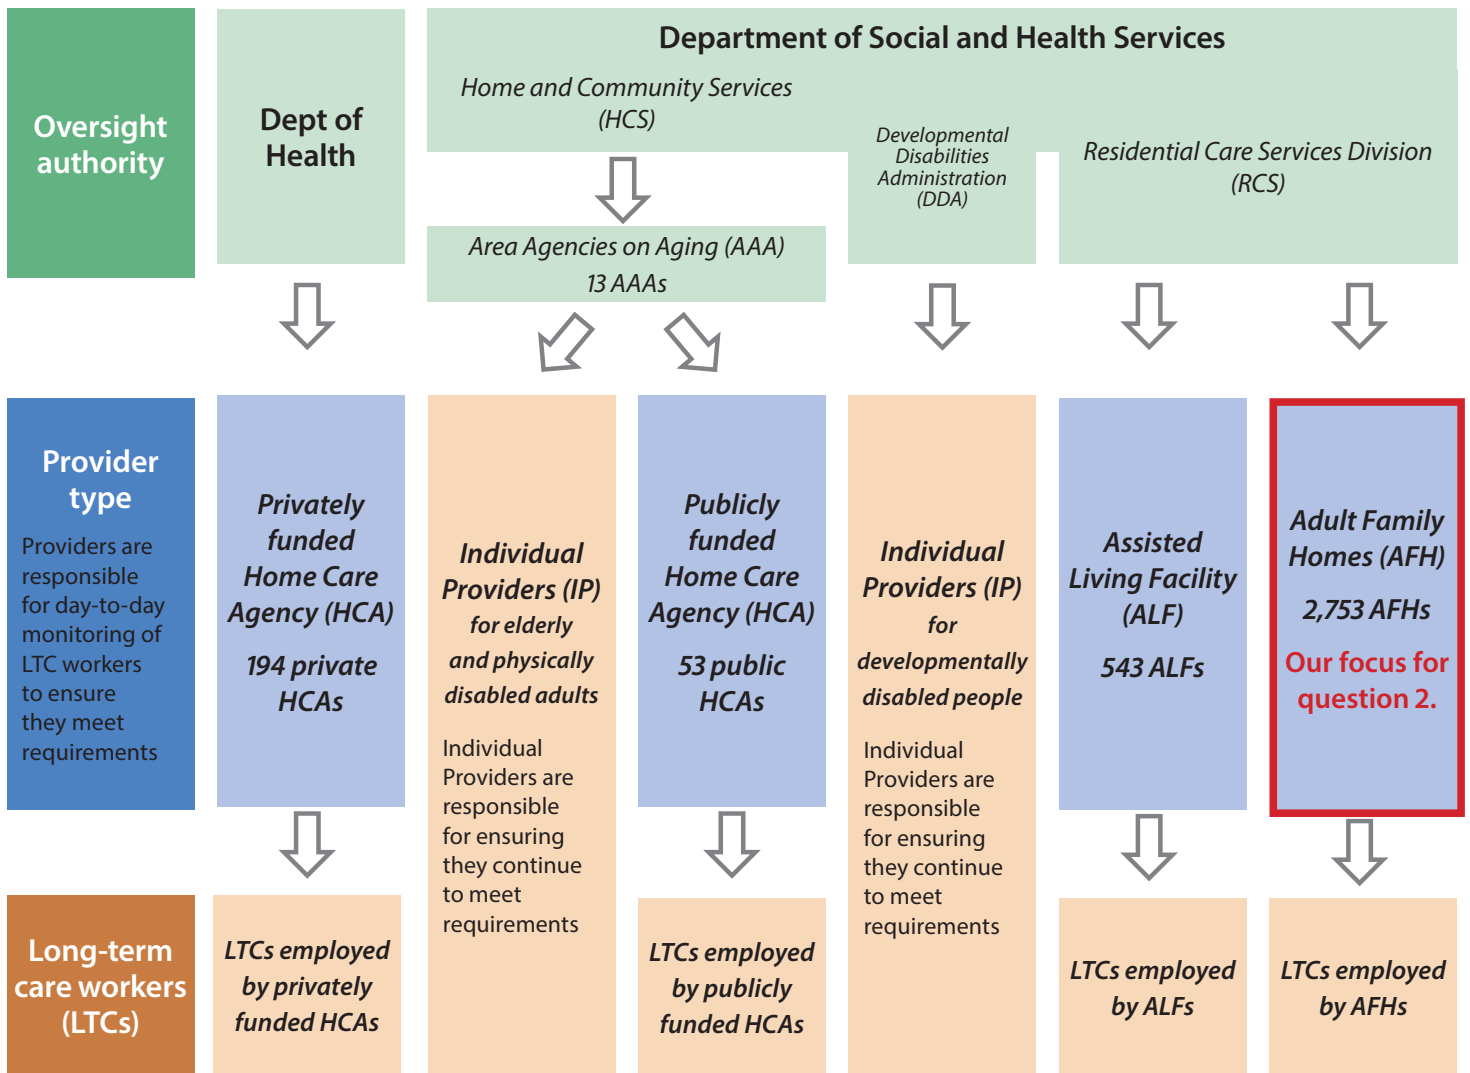 Oversight
authority
Dept of
Health
Department of Social and Health Services
Home and Community Services
(HCS)
Area Agencies on Aging (AAA)
13 AAAs
Developmental
Disabilities
Administration
(DDA)
Residential Care Services Division
(RCS)
Provider
type
Providers are
responsible
for day-to-day
monitoring of
LTC workers
to ensure
they meet
requirements
Privately
funded
Home Care
Agency (HCA)
194 private
HCAs
Individual
Providers (IP)
for elderly
and physically
disabled adults
Individual
Providers are
responsible
for ensuring
they continue
to meet
requirements
Publicly
funded
Home Care
Agency (HCA)
53 public
HCAs
Individual
Providers (IP)
for
developmentally
disabled people
Individual
Providers are
responsible
for ensuring
they continue
to meet
requirements
Assisted
Living Facility
(ALF)
543 ALFs
Adult Family
Homes (AFH)
2,753 AFHs
Our focus for
question 2.
Long-term
care workers
(LTCs)
LTCs employed
by privately
funded HCAs
LTCs employed
by publicly
funded HCAs
LTCs employed
by ALFs
LTCs employed
by AFHs